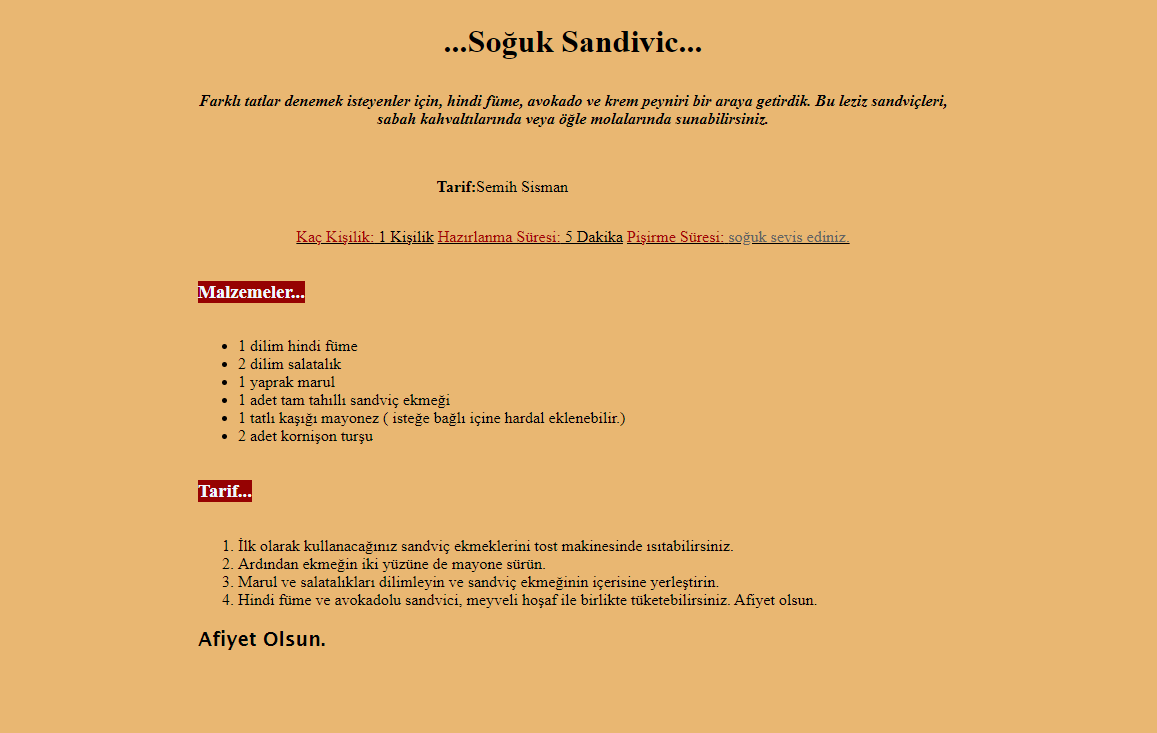 ...Soğuk Sandivic...
Farklı tatlar denemek isteyenler için, hindi füme, avokado ve krem peyniri bir araya getirdik. Bu leziz sandviçleri,
sabah kahvaltılarında veya öğle molalarında sunabilirsiniz.
Tarif:Semih Sisman
Kaç Kişilik: 1 Kişilik Hazırlanma Süresi: 5 Dakika Pişirme Süresi: soğuk sevis ediniz.
Malzemeler...
• 1 dilim hindi füme
• 2 dilim salatalık
• 1 yaprak marul
• 1 adet tam tahıllı sandviç ekmeği
• 1 tatlı kaşığı mayonez ( isteğe bağlı içine hardal eklenebilir.)
• 2 adet kornişon turşu
Tarif...
1. İlk olarak kullanacağınız sandviç ekmeklerini tost makinesinde ısıtabilirsiniz.
2. Ardından ekmeğin iki yüzüne de mayone sürün.
3. Marul ve salatalıkları dilimleyin ve sandviç ekmeğinin içerisine yerleştirin.
4. Hindi füme ve avokadolu sandvici, meyveli hoşaf ile birlikte tüketebilirsiniz. Afiyet olsun.
Afiyet Olsun.